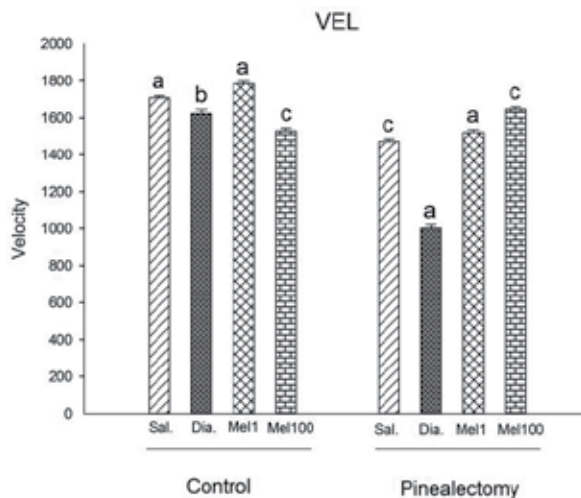 VEL
2000
1800
1600
1400
1200
1000
800
600
400
200
0
Velocity
a b a c c a a c
Sal. Dia. Mel1 Mel100 Sal. Dia. Mel1 Mel100
Control Pinealectomy